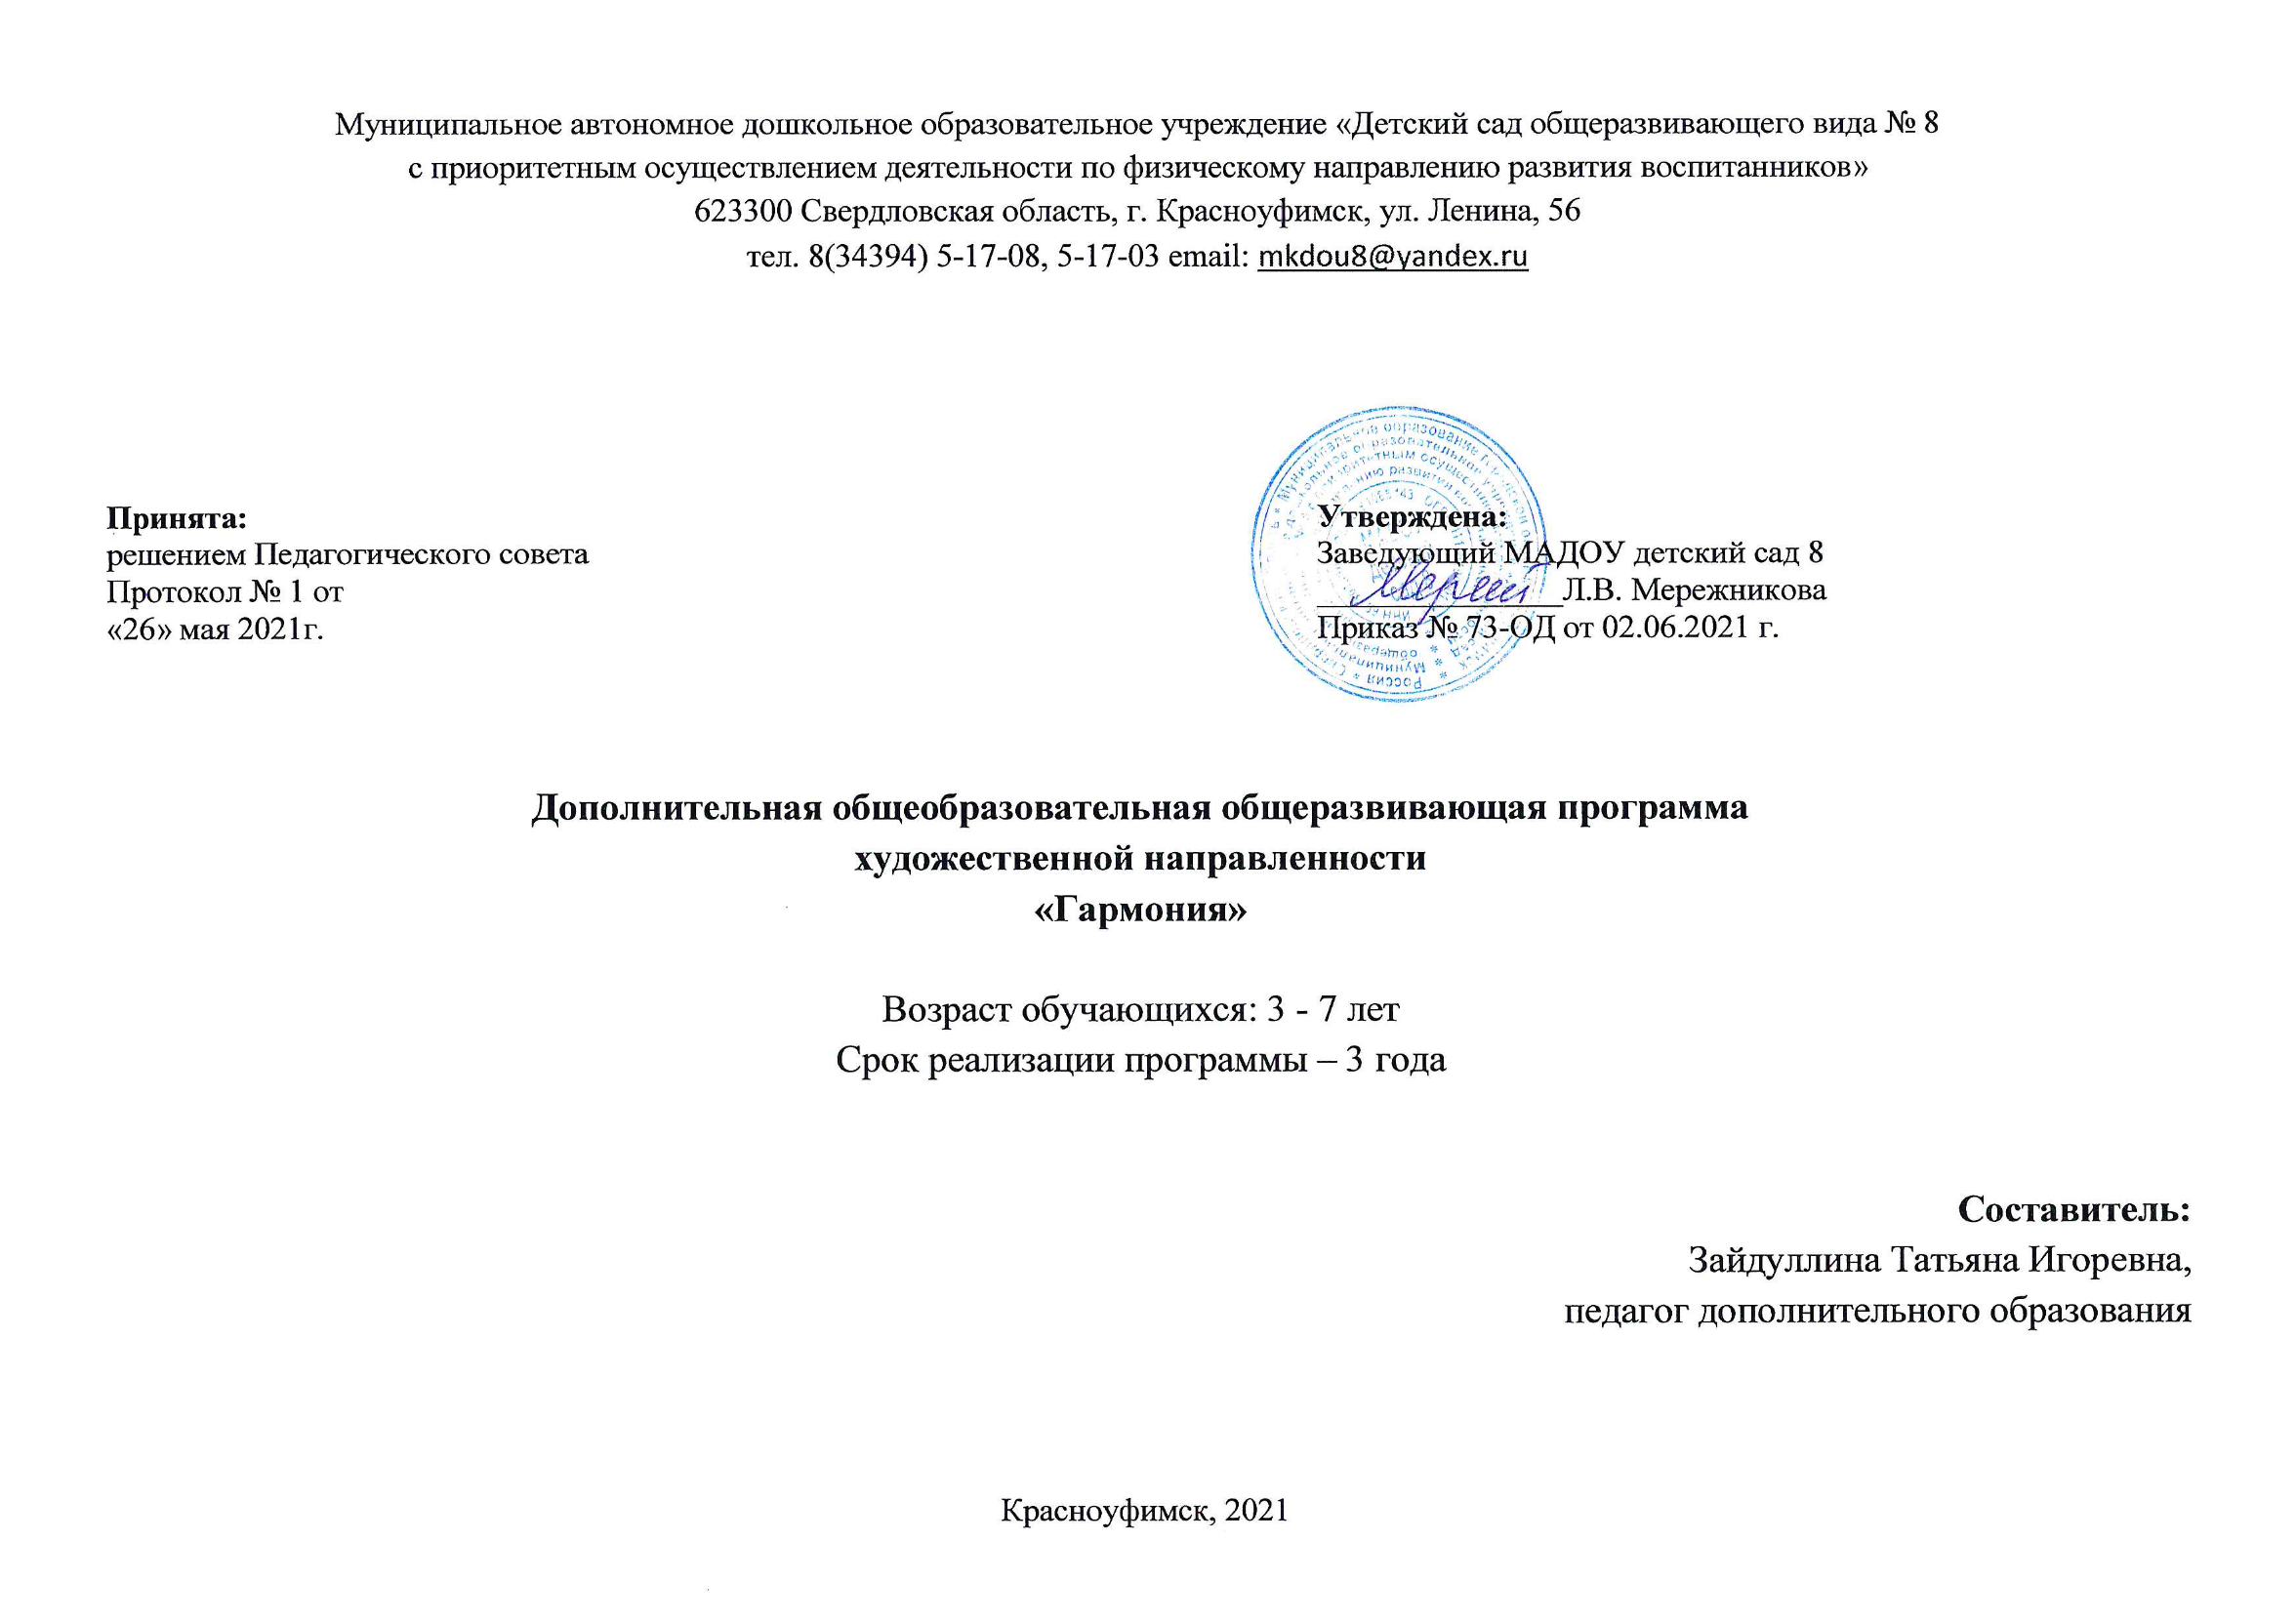 Муниципальное автономное дошкольное образовательное учреждение «Детский сад общеразвивающего вида № 8
с приоритетным осуществлением деятельности по физическому направлению развития воспитанников»
623300 Свердловская область, г. Красноуфимск, ул. Ленина, 56
тел. 8(34394) 5-17-08, 5-17-03 email: mkdou8@yandex.ru
Принята:
решением Педагогического совета
Протокол № 1 от
«26» мая 2021г.
Утверждена:
Заведующий МАДОУ детский сад 8
Л.В. Мережникова
Приказ № 73-ОД от 02.06.2021 г.
Дополнительная общеобразовательная общеразвивающая программа
художественной направленности
«Гармония»
Возраст обучающихся: 3 - 7 лет
Срок реализации программы – 3 года
Составитель:
Зайдуллина Татьяна Игоревна,
педагог дополнительного образования
Красноуфимск, 2021